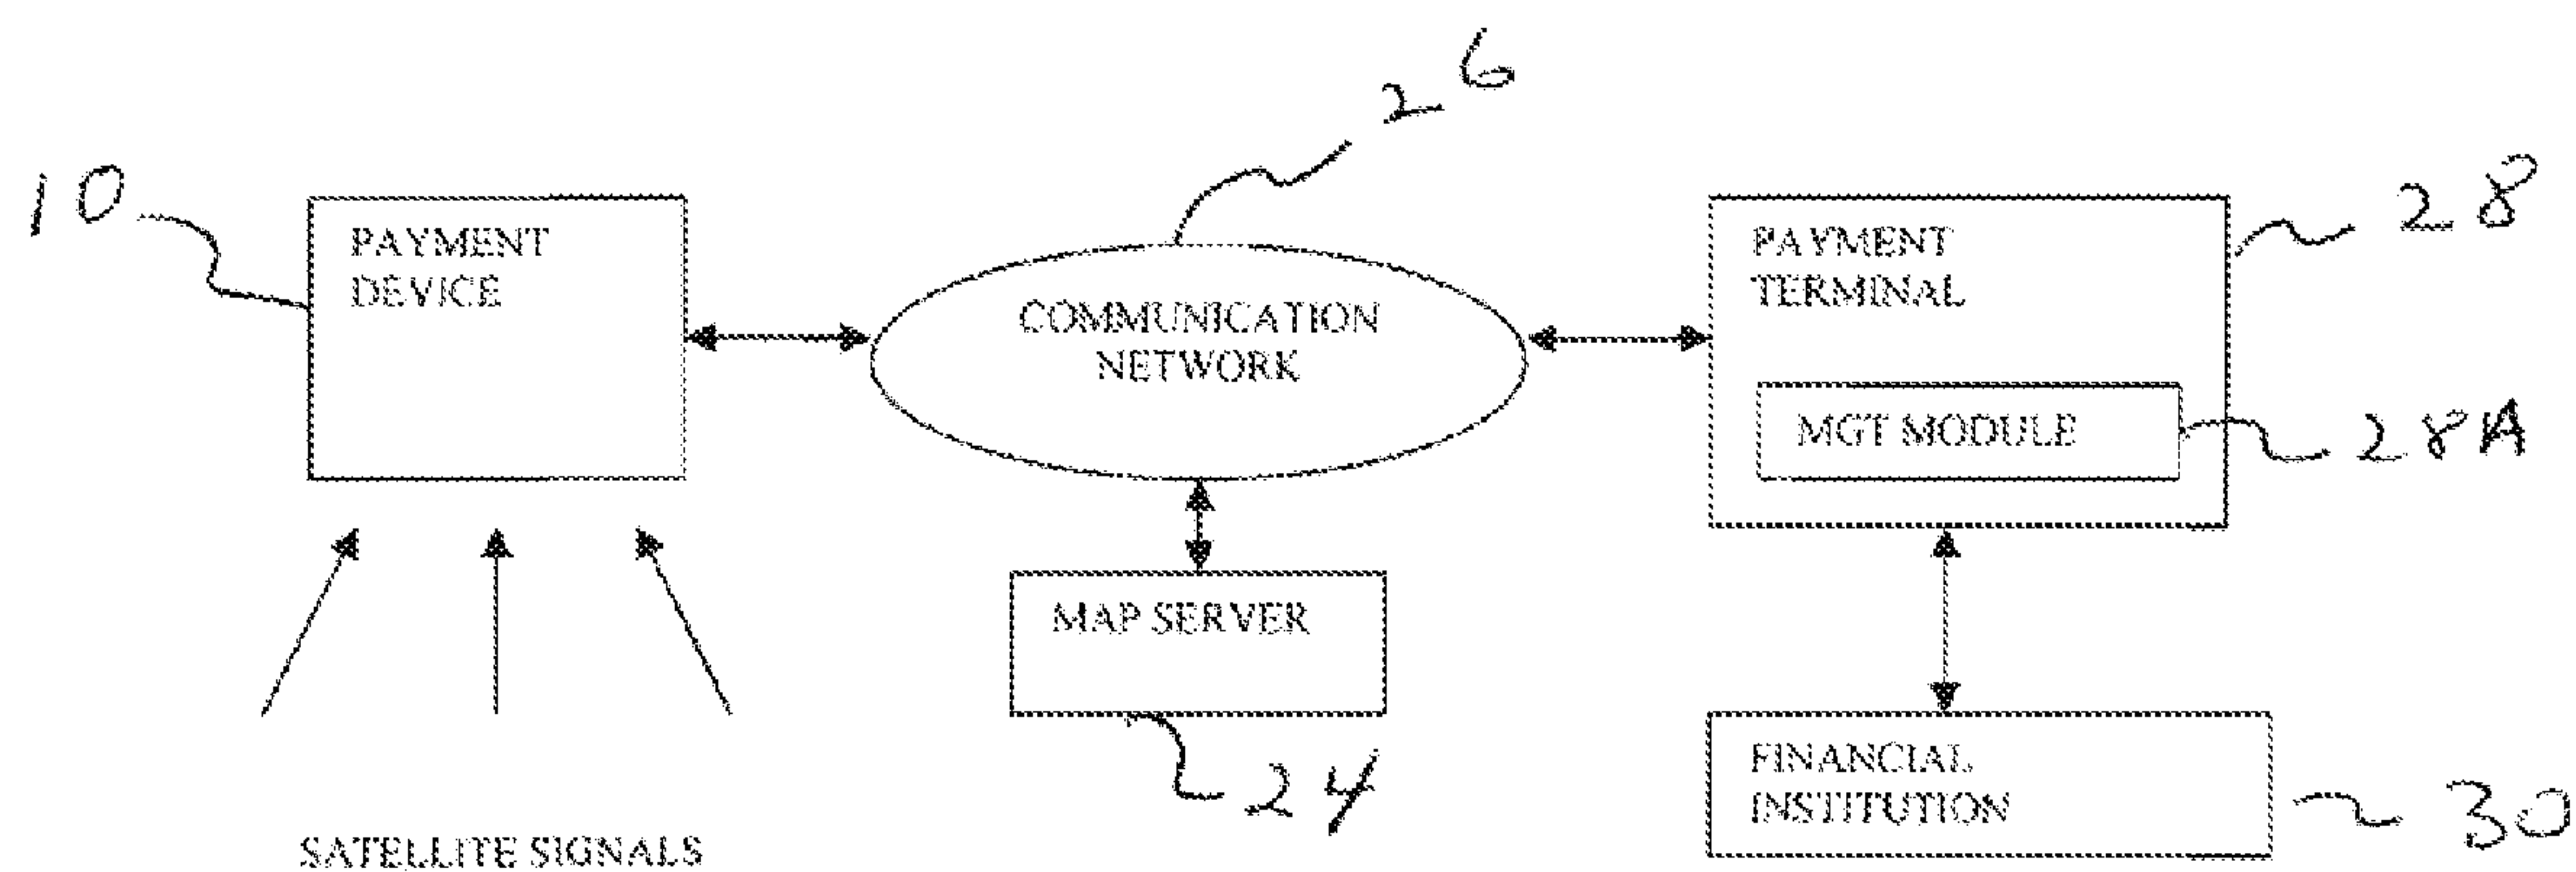 26
10
PAYMENT
DEVICE
COMMUNICATION
NETWORK
PAYMENT
TERMINAL
28
MGT MODULE
28A
MAP SERVER
24
FINANCIAL
INSTITUTION
30
SATELLITE SIGNALS